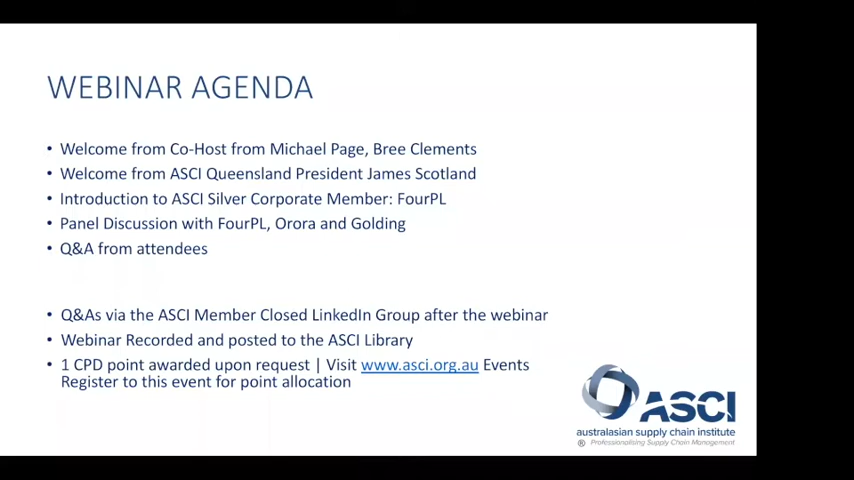 WEBINAR AGENDA
• Welcome from Co-Host from Michael Page, Bree Clements
• Welcome from ASCI Queensland President James Scotland
• Introduction to ASCI Silver Corporate Member: FourPL
• Panel Discussion with FourPL, Orora and Golding
• Q&A from attendees
• Q&As via the ASCI Member Closed LinkedIn Group after the webinar
• Webinar Recorded and posted to the ASCI Library
• 1 CPD point awarded upon request | Visit www.asci.org.au Events
Register to this event for point allocation
ASCI
australasian supply chain institute
® Professionalising Supply Chain Management